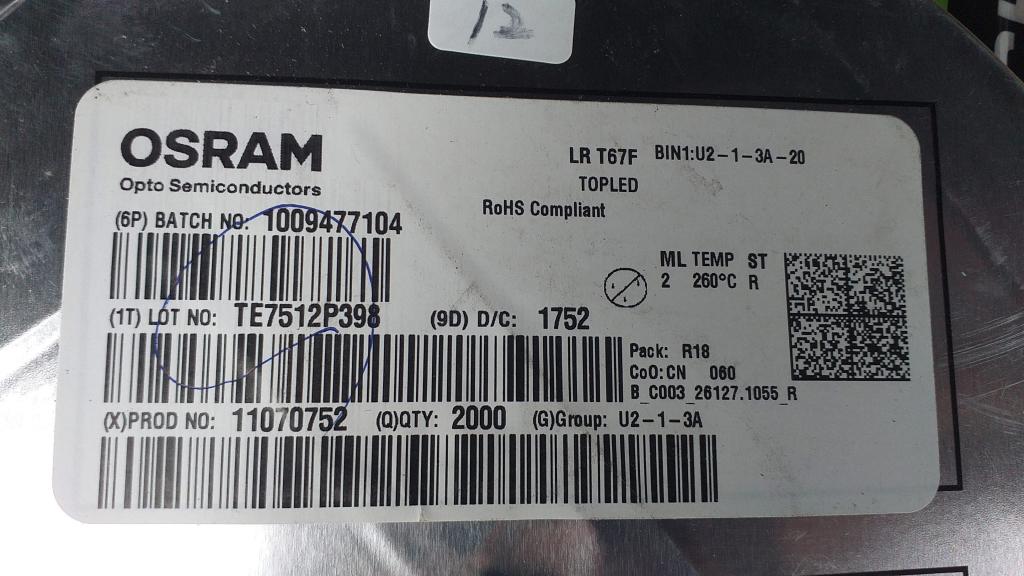 12
OSRAM
Opto Semiconductors
LR T67F BIN1:U2-1-3A-20
TOPLED
RoHS Compliant
(6P) BATCH NO: 1009477104
ML TEMP ST
2 260°C R
(1T) LOT NO: TE7512P398 (9D) D/C: 1752
Pack: R18
CoO:CN 060
B_C003_26127.1055_R
(X)PROD NO: 11070752 (Q)QTY: 2000 (G)Group: U2-1-3A